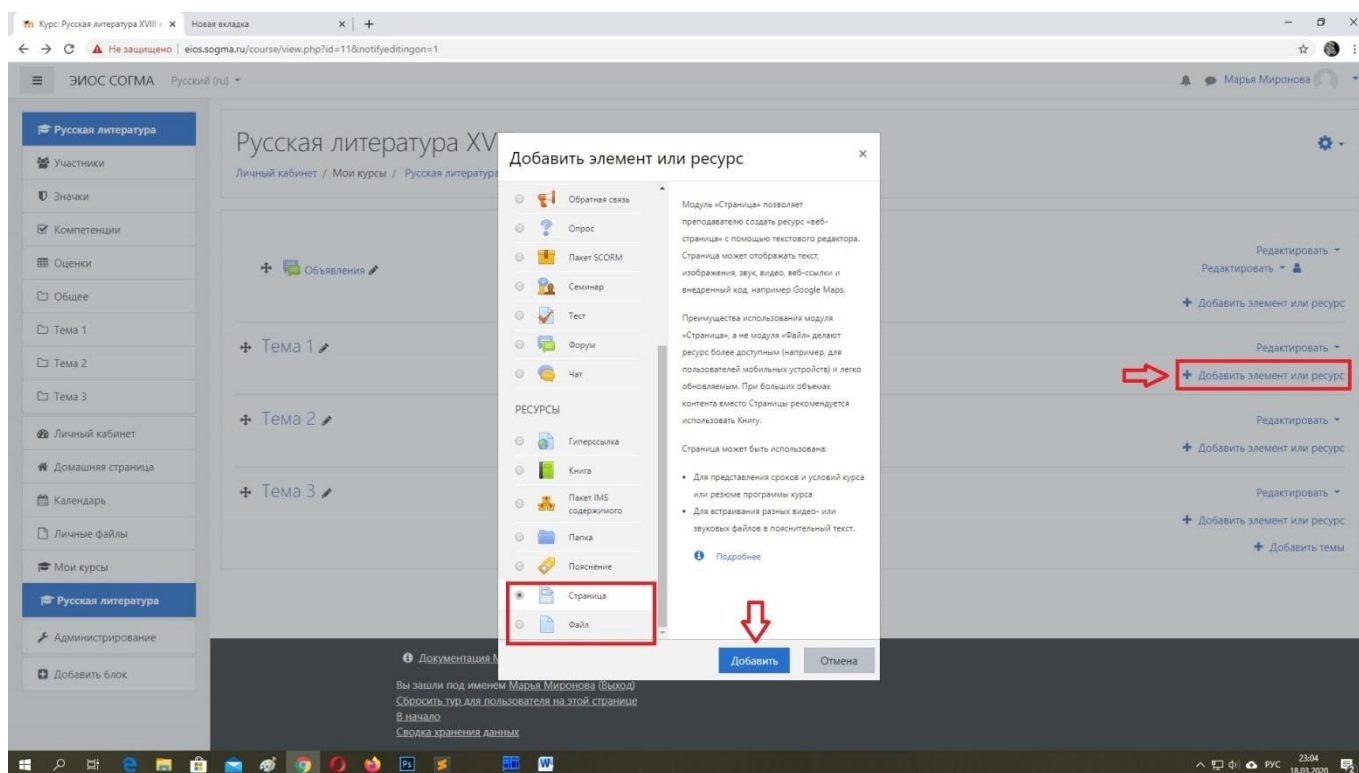 Курс: Русская литература XVIII
Новая вкладка
Не защищено
eios.sogma.ru/course/view.php?id=11&notifyeditingon=1
ЭИОС СОГМА
Русский (ru)
Марья Миронова
Русская литература
Участники
Значки
Компетенции
Оценки
Общее
Тема 1
Тема 2
Тема 3
Личный кабинет
Домашняя страница
Календарь
Личные файлы
Мои курсы
Русская литература
Администрирование
Добавить блок
Русская литература XV
Личный кабинет / Мои курсы / Русская литература
Объявления
Редактировать
Редактировать
Добавить элемент или ресурс
Тема 1
Редактировать
Добавить элемент или ресурс
Тема 2
Редактировать
Добавить элемент или ресурс
Тема 3
Редактировать
Добавить элемент или ресурс
Добавить темы
Добавить элемент или ресурс
Обратная связь
Опрос
Пакет SCORM
Семинар
Тест
Форум
Чат
РЕСУРСЫ
Гиперссылка
Книга
Пакет IMS
содержимого
Папка
Пояснение
Страница
Файл
Модуль «Страница» позволяет
преподавателю создать ресурс «веб-
страница» с помощью текстового редактора.
Страница может отображать текст,
изображения, звук, видео, веб-ссылки и
внедренный код, например Google Maps.
Преимущества использования модуля
«Страница», а не модуля «Файл» делают
ресурс более доступным (например, для
пользователей мобильных устройств) и легко
обновляемым. При больших объемах
контента вместо Страницы рекомендуется
использовать Книгу.
Страница может быть использована:
Для представления сроков и условий курса
или резюме программы курса
Для встраивания разных видео- или
звуковых файлов в пояснительный текст.
Подробнее
Добавить
Отмена
Документация
Вы зашли под именем Марья Миронова (Выход)
Сбросить тур для пользователя на этой странице
В начало
Сводка хранения данных
Ps
W
РУС
23:04
18.03.2020